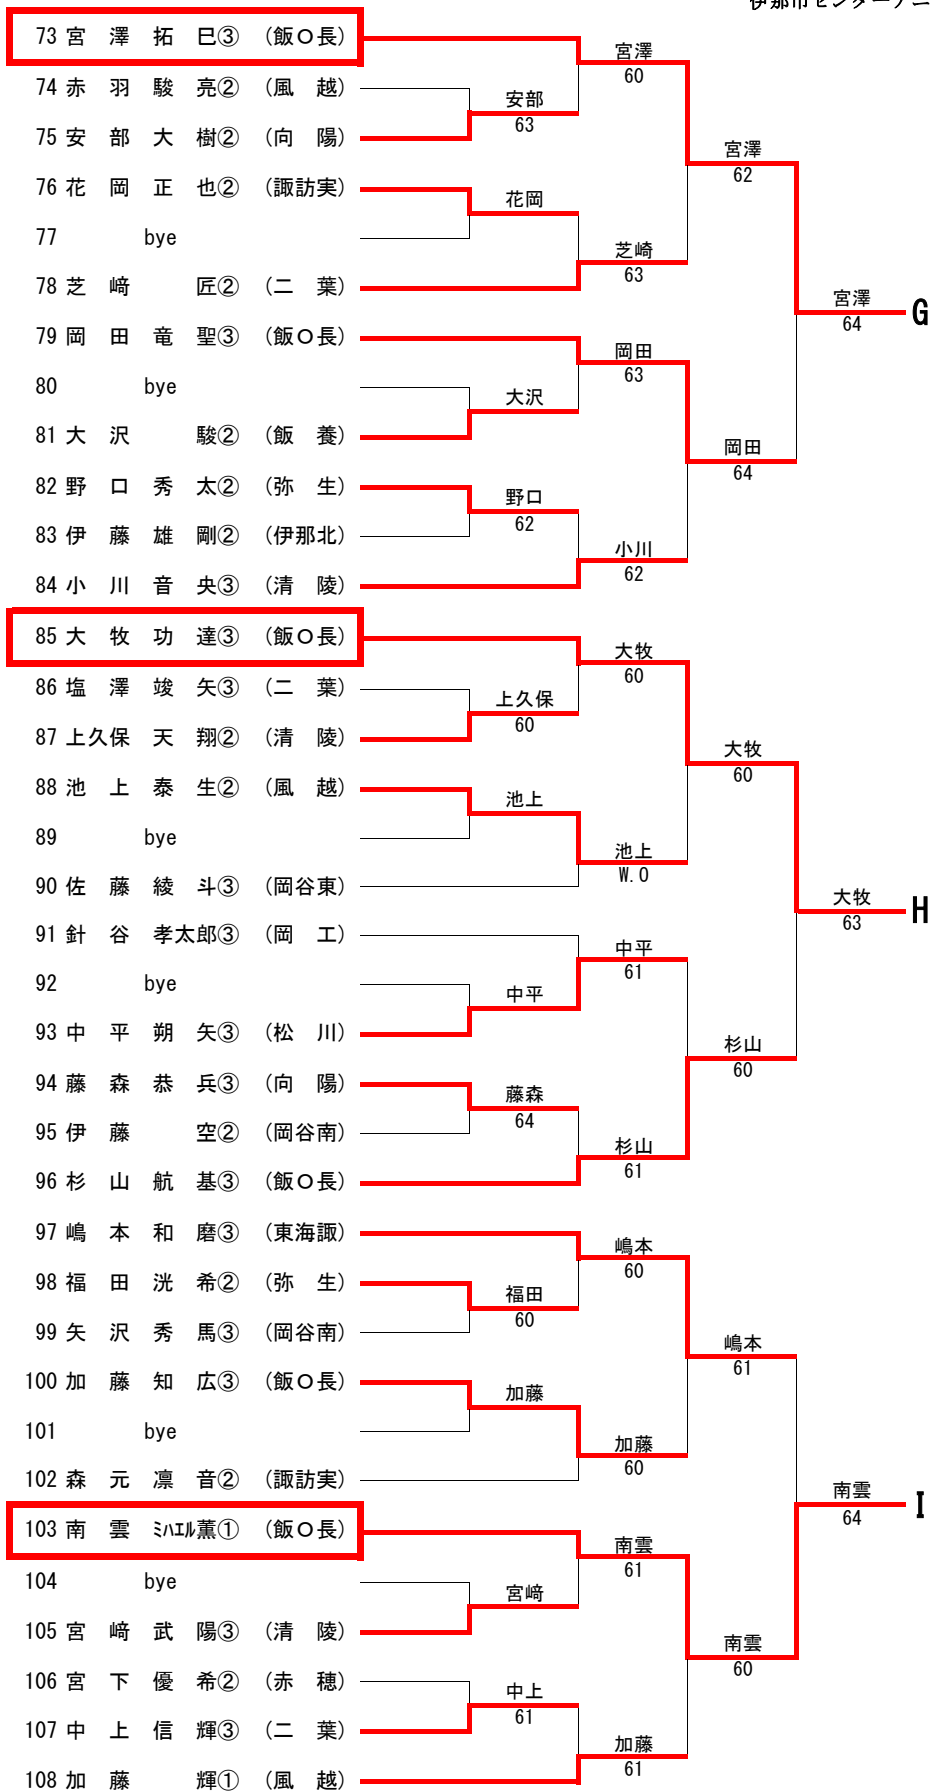 73 宮 澤 拓 巳③ (飯O長)
宮澤
60
74 赤 羽 駿 亮② (風 越)
安部
63
75 安 部 大 樹② (向 陽)
宮澤
62
76 花 岡 正 也② (諏訪実)
花岡
77 bye
芝崎
63
78 芝 﨑 匠② (二 葉)
宮澤
64
G
79 岡 田 竜 聖③ (飯O長)
岡田
63
80 bye
大沢
81 大 沢 駿② (飯 養)
岡田
64
82 野 口 秀 太② (弥 生)
野口
62
83 伊 藤 雄 剛② (伊那北)
小川
62
84 小 川 音 央③ (清 陵)
85 大 牧 功 達③ (飯O長)
大牧
60
86 塩 澤 竣 矢③ (二 葉)
上久保
60
87 上久保 天 翔② (清 陵)
大牧
60
88 池 上 泰 生② (風 越)
池上
89 bye
池上
W.O
90 佐 藤 綾 斗③ (岡谷東)
大牧
63
H
91 針 谷 孝太郎③ (岡 工)
中平
61
92 bye
中平
93 中 平 朔 矢③ (松 川)
杉山
60
94 藤 森 恭 兵③ (向 陽)
藤森
64
95 伊 藤 空② (岡谷南)
杉山
61
96 杉 山 航 基③ (飯O長)
97 嶋 本 和 磨③ (東海諏)
嶋本
60
98 福 田 洸 希② (弥 生)
福田
60
99 矢 沢 秀 馬③ (岡谷南)
嶋本
61
100 加 藤 知 広③ (飯O長)
加藤
101 bye
加藤
60
102 森 元 凛 音② (諏訪実)
南雲
64
I
103 南 雲 ﾐﾊｴﾙ薫① (飯O長)
南雲
61
104 bye
宮﨑
105 宮 﨑 武 陽③ (清 陵)
南雲
60
106 宮 下 優 希② (赤 穂)
中上
61
107 中 上 信 輝③ (二 葉)
加藤
61
108 加 藤 輝① (風 越)